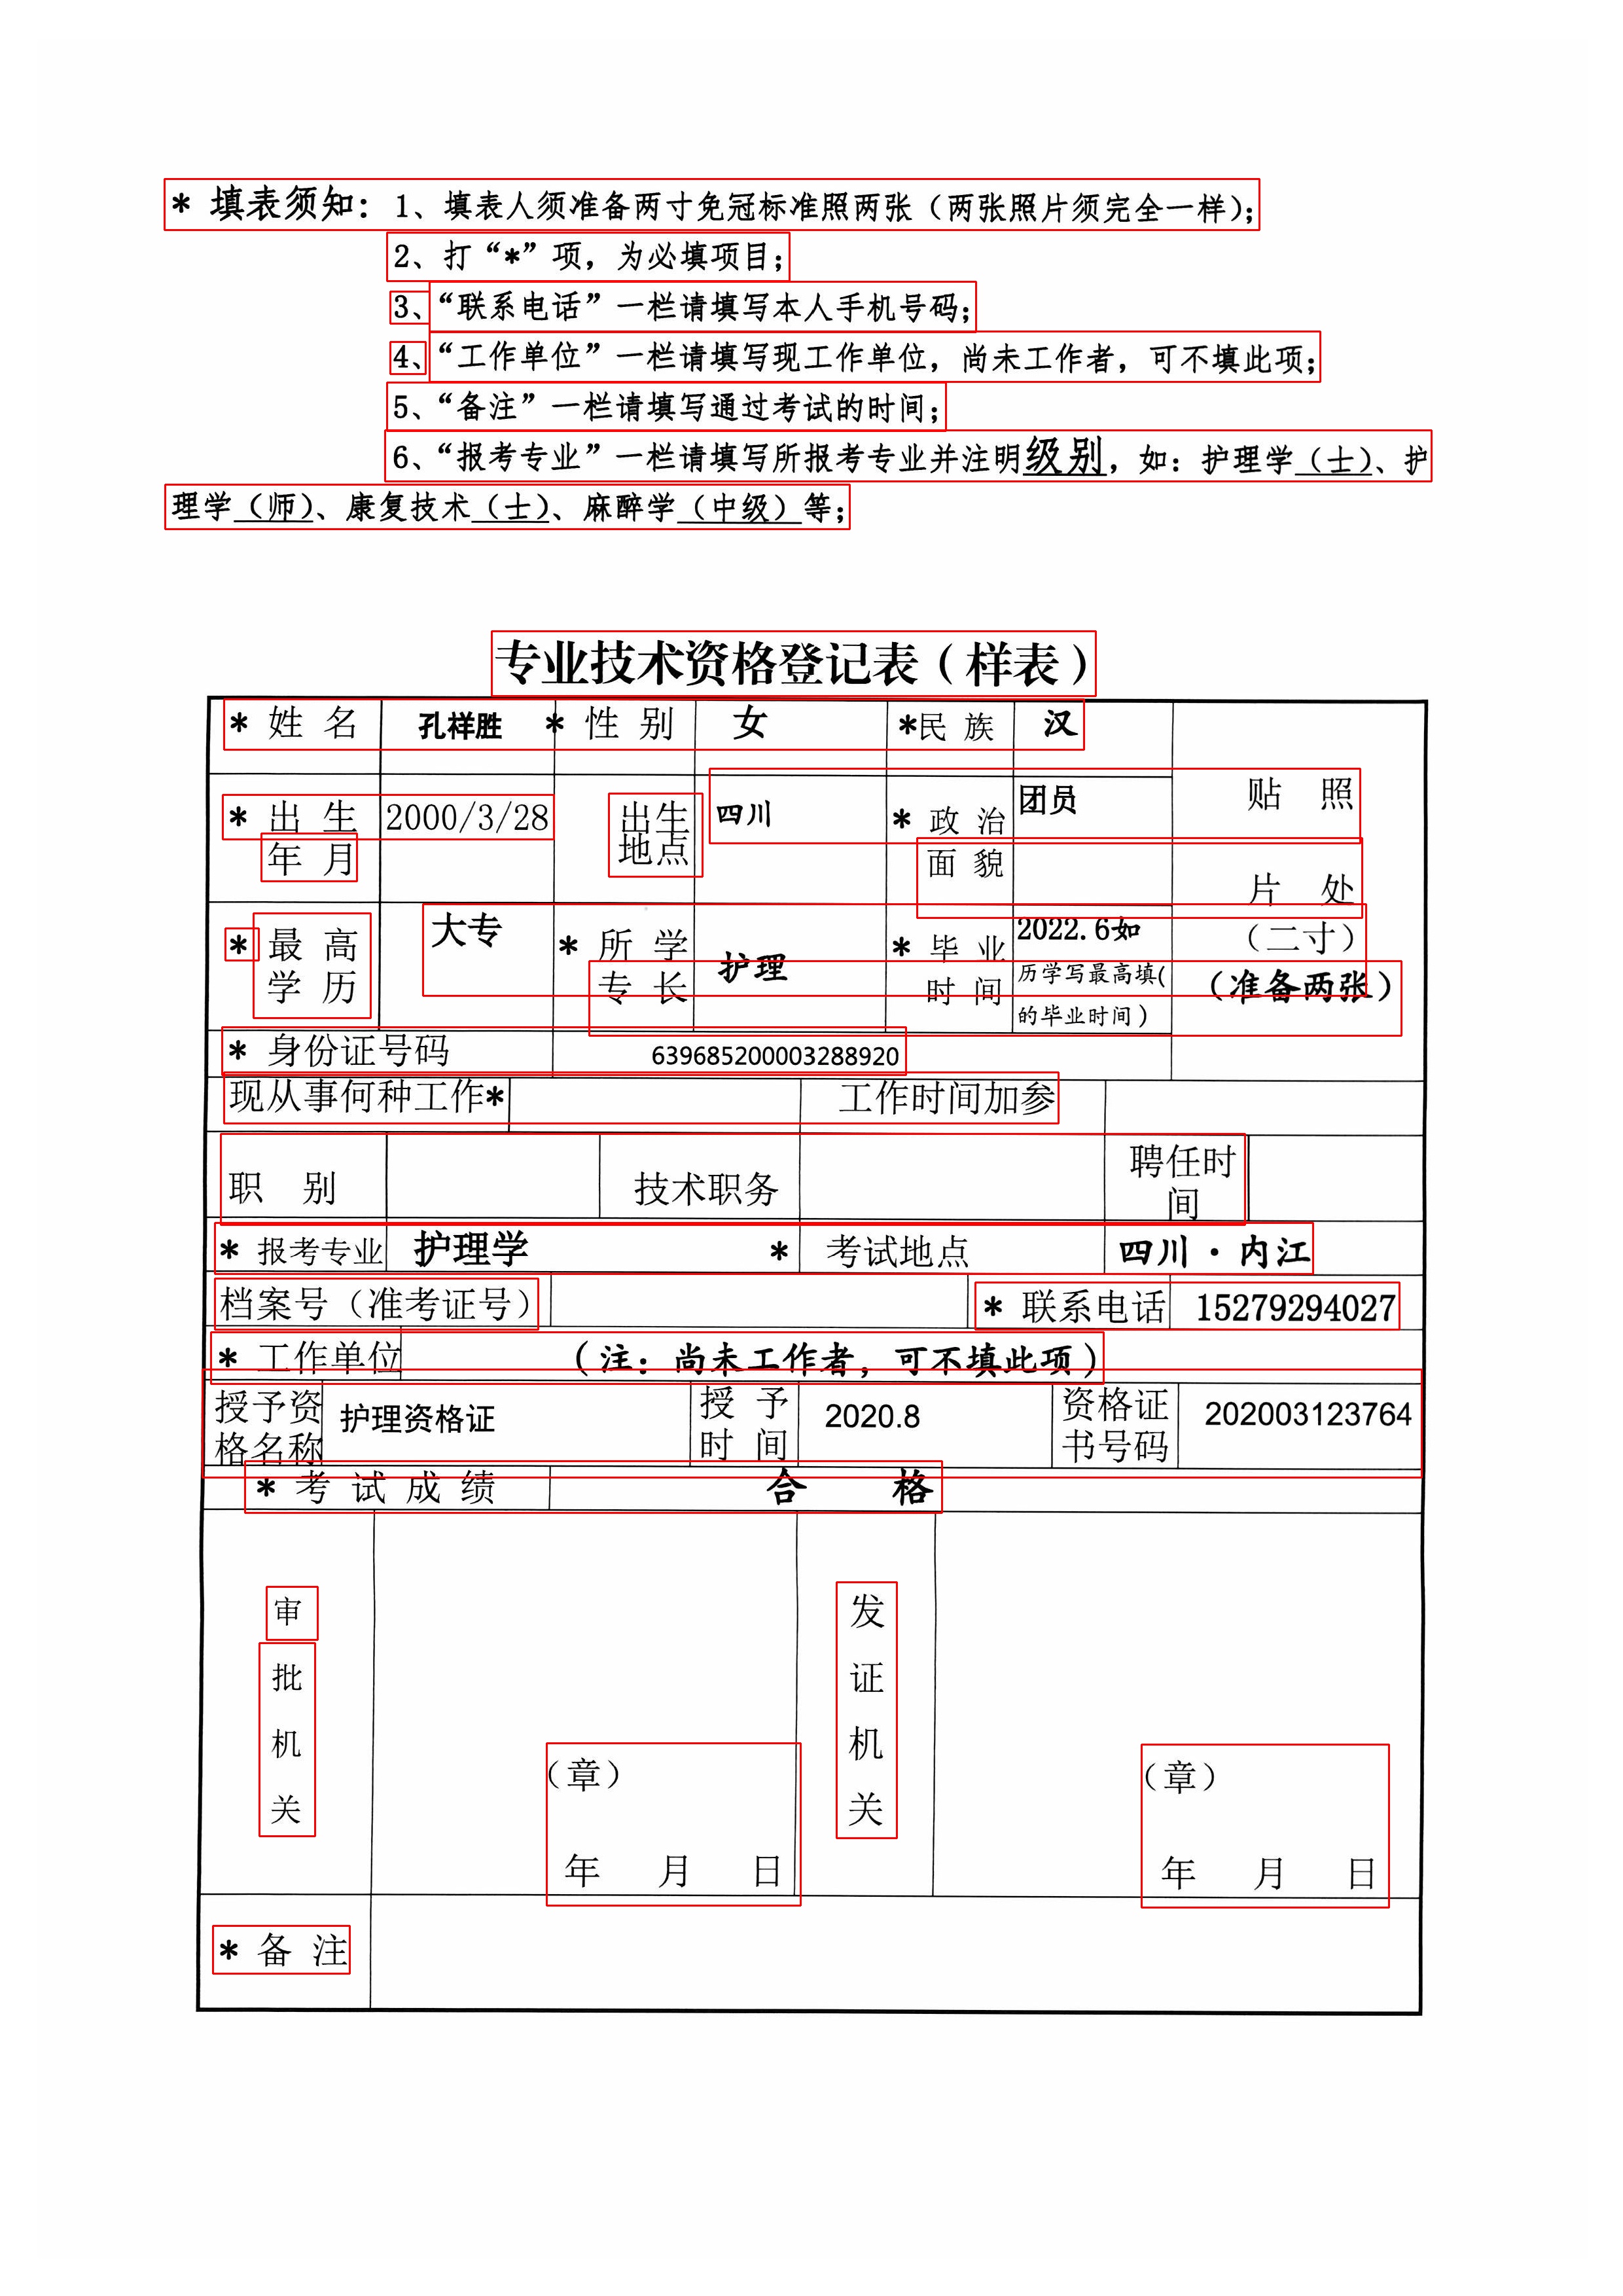 * 填表须知：1、填表人须准备两寸免冠标准照两张（两张照片须完全一样）；
2、打“*”项，为必填项目；
3、“联系电话”一栏请填写本人手机号码；
4、“工作单位”一栏请填写现工作单位，尚未工作者，可不填此项；
5、“备注”一栏请填写通过考试的时间；
6、“报考专业”一栏请填写所报考专业并注明级别，如：护理学（士）、护
理学（师）、康复技术（士）、麻醉学（中级）等；
专业技术资格登记表（样表）
* 姓 名 孔祥胜 * 性 别 女 *民 族 汉
* 出 生 2000/3/28 出生 四川 * 政 治 团员 贴 照
年 月 地点 面 貌 片 处
* 最 高 大专 * 所 学 护理 * 毕 业 2022.6如 （二寸）
学 历 专 长 时 间 历学写最高填( （准备两张）
的毕业时间）
* 身份证号码 639685200003288920
现从事何种工作* 工作时间加参
职 别 技术职务 聘任时
间
* 报考专业 护理学 * 考试地点 四川·内江
档案号（准考证号） * 联系电话 15279294027
* 工作单位 （注：尚未工作者，可不填此项）
授予资 护理资格证 授 予 2020.8 资格证 202003123764
格名称 时 间 书号码
* 考 试 成 绩 合 格
审 发
批 证
机 机
关 关
（章） （章）
年 月 日 年 月 日
* 备 注